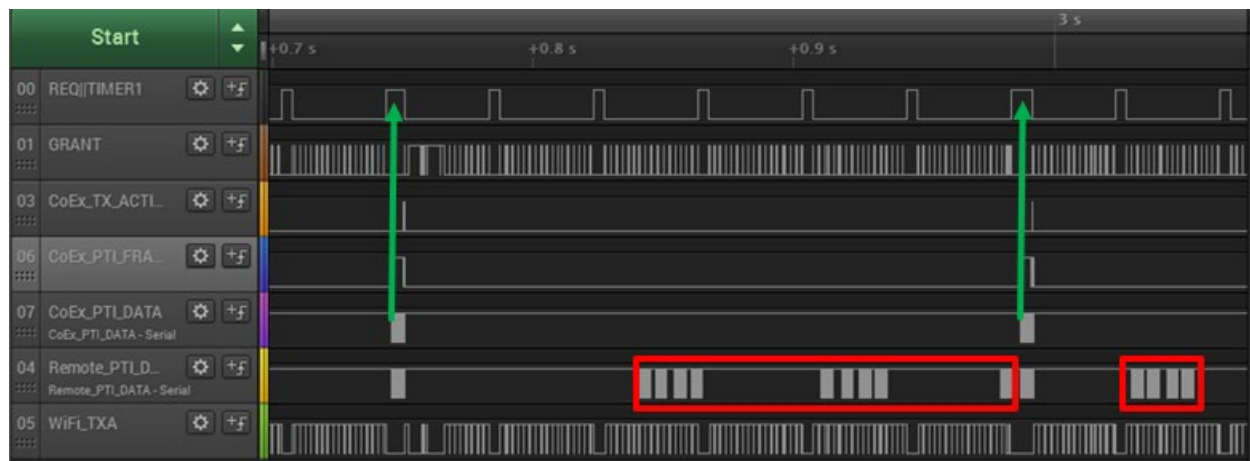 Start
3 s
+0.7 s
+0.8 s
+0.9 s
00 REQ||TIMER1
01 GRANT
03 CoEx_TX_ACTI...
06 CoEx_PTI_FRA...
07 CoEx_PTI_DATA
CoEx_PTI_DATA - Serial
04 Remote_PTI_D...
Remote_PTI_DATA - Serial
05 WiFi_TXA